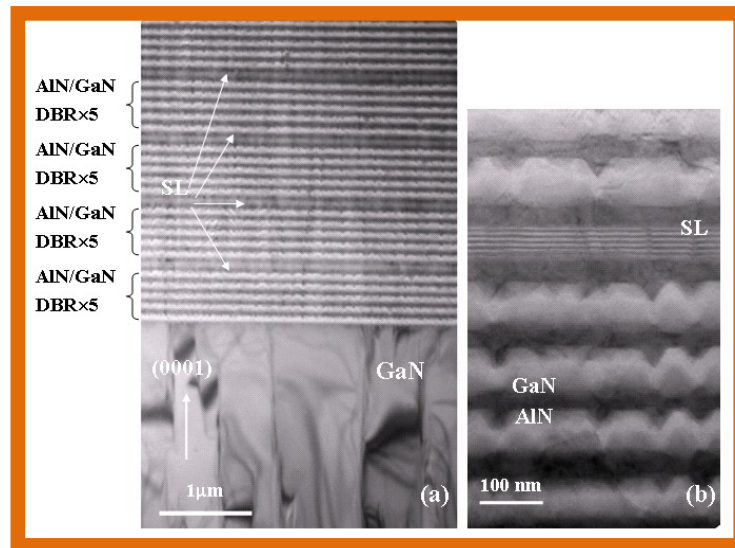 AlN/GaN
DBR×5
AlN/GaN
DBR×5
AlN/GaN
DBR×5
AlN/GaN
DBR×5
SL
(0001)
GaN
1μm
(a)
SL
GaN
AlN
100 nm
(b)